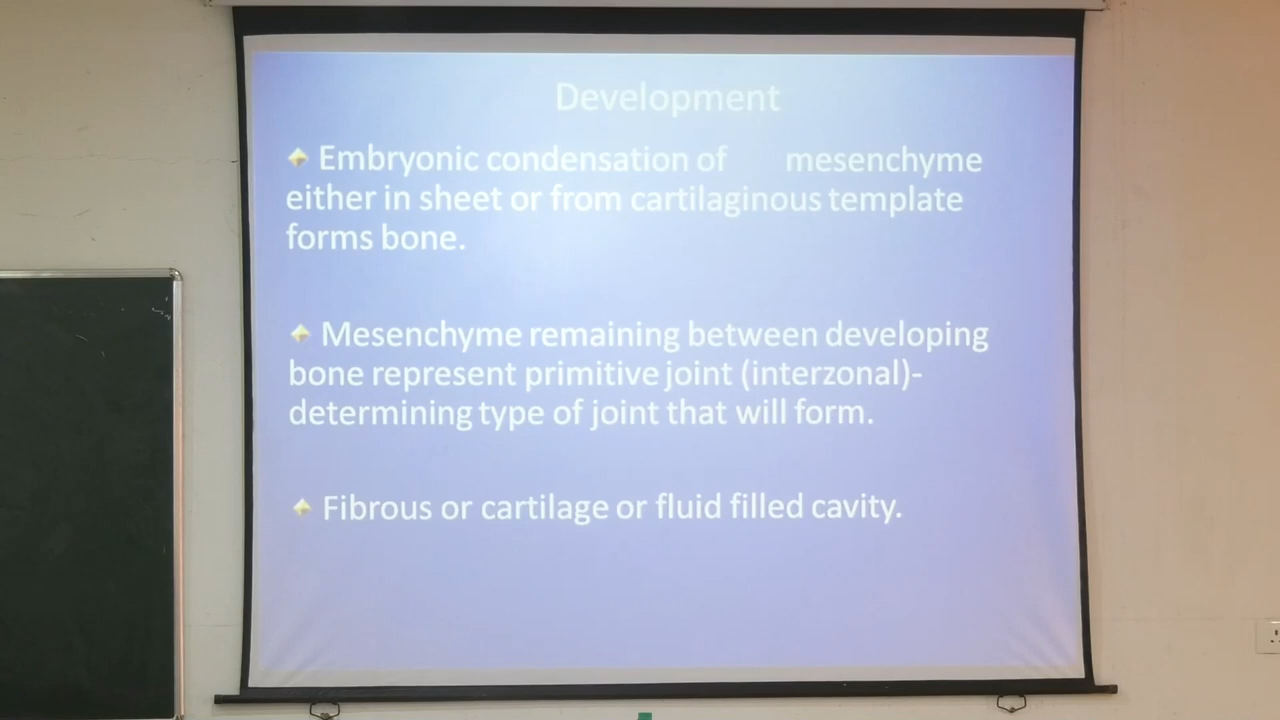 Development
Embryonic condensation of mesenchyme
either in sheet or from cartilaginous template
forms bone.
Mesenchyme remaining between developing
bone represent primitive joint (interzonal)-
determining type of joint that will form.
Fibrous or cartilage or fluid filled cavity.